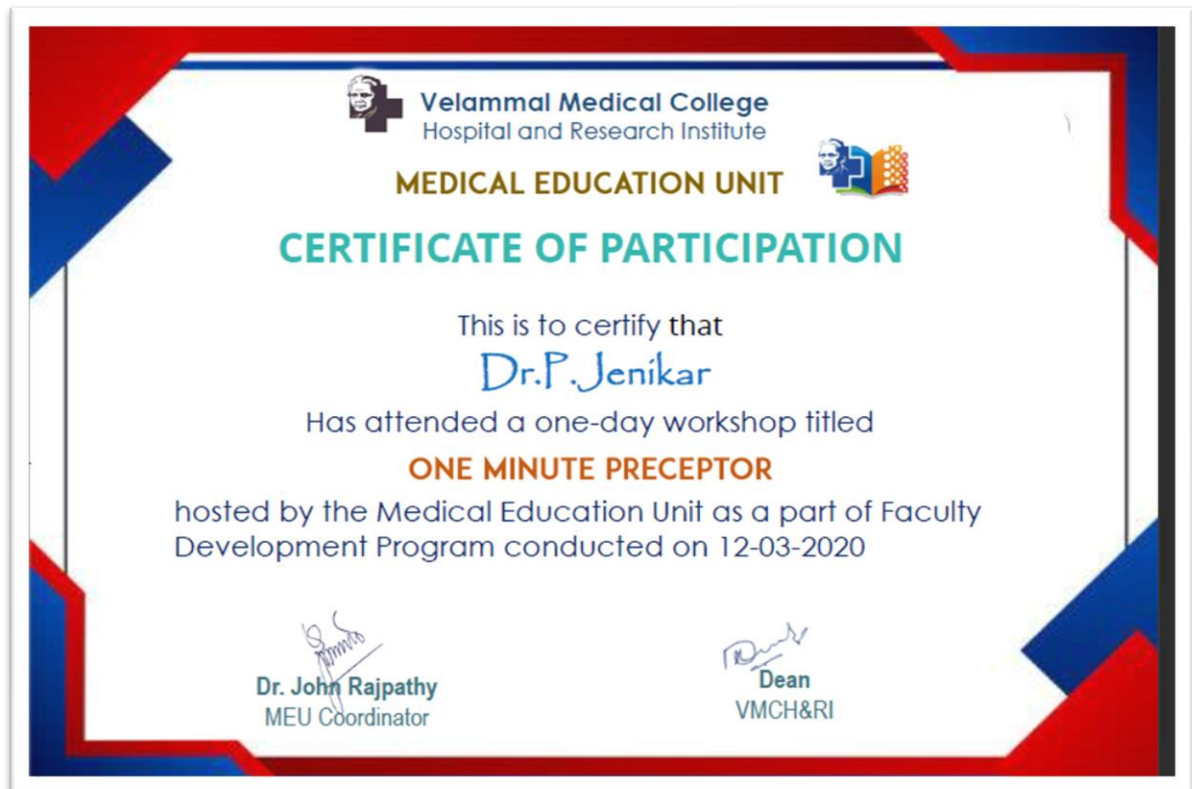 Velammal Medical College
Hospital and Research Institute
MEDICAL EDUCATION UNIT
CERTIFICATE OF PARTICIPATION
This is to certify that
Dr.P.Jenikar
Has attended a one-day workshop titled
ONE MINUTE PRECEPTOR
hosted by the Medical Education Unit as a part of Faculty
Development Program conducted on 12-03-2020
Dr. John Rajpathy
MEU Coordinator
Dean
VMCH&RI